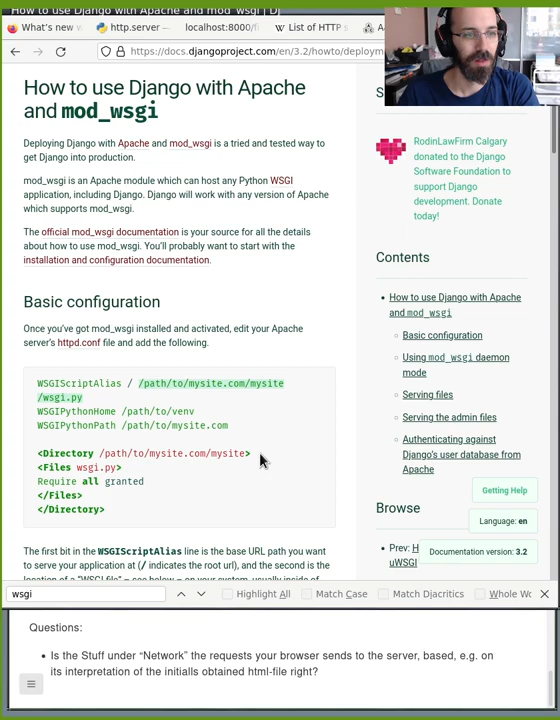 How to use Django with Apache and mod_wsgi | Dj
What's new
http.server —
localhost:8000/fi
List of HTTP s
https://docs.djangoproject.com/en/3.2/howto/deploym
How to use Django with Apache
and mod_wsgi
Deploying Django with Apache and mod_wsgi is a tried and tested way to
get Django into production.
mod_wsgi is an Apache module which can host any Python WSGI
application, including Django. Django will work with any version of Apache
which supports mod_wsgi.
The official mod_wsgi documentation is your source for all the details
about how to use mod_wsgi. You'll probably want to start with the
installation and configuration documentation.
Basic configuration
Once you've got mod_wsgi installed and activated, edit your Apache
server's httpd.conf file and add the following.
WSGIScriptAlias / /path/to/mysite.com/mysite
/wsgi.py
WSGIPythonHome /path/to/venv
WSGIPythonPath /path/to/mysite.com
<Directory /path/to/mysite.com/mysite>
<Files wsgi.py>
Require all granted
</Files>
</Directory>
The first bit in the WSGIScriptAlias line is the base URL path you want
to serve your application at (/ indicates the root url), and the second is the
location of a "WSGI file" – see below – on your system, usually inside of
RodinLawFirm Calgary
donated to the Django
Software Foundation to
support Django
development. Donate
today!
Contents
How to use Django with Apache
and mod_wsgi
Basic configuration
Using mod_wsgi daemon
mode
Serving files
Serving the admin files
Authenticating against
Django's user database from
Apache
Getting Help
Browse
Language: en
Prev: H
uWSGI
Documentation version: 3.2
wsgi
Highlight All
Match Case
Match Diacritics
Whole Wo
Questions:
Is the Stuff under “Network” the requests your browser sends to the server, based, e.g. on
its interpretation of the initialls obtained html-file right?